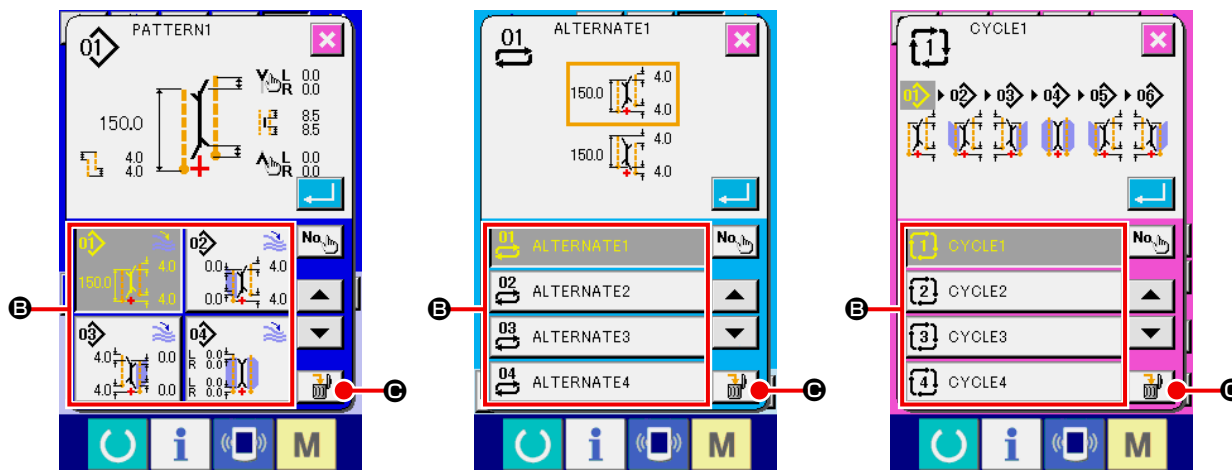 01 PATTERN1
L 0.0
R 0.0
150.0
8.5
8.5
4.0
4.0
L 0.0
R 0.0
01
4.0
150.0
4.0
02
0.0 4.0
0.0 4.0
No.
03
4.0 0.0
4.0 0.0
04
L 0.0
R 0.0
L 0.0
R 0.0
B
C
i M
01 ALTERNATE1
4.0
150.0
4.0
4.0
150.0
4.0
01 ALTERNATE1
No.
02 ALTERNATE2
03 ALTERNATE3
04 ALTERNATE4
B
C
i M
1 CYCLE1
01 02 03 04 05 06
1 CYCLE1
No.
2 CYCLE2
3 CYCLE3
4 CYCLE4
B
C
i M